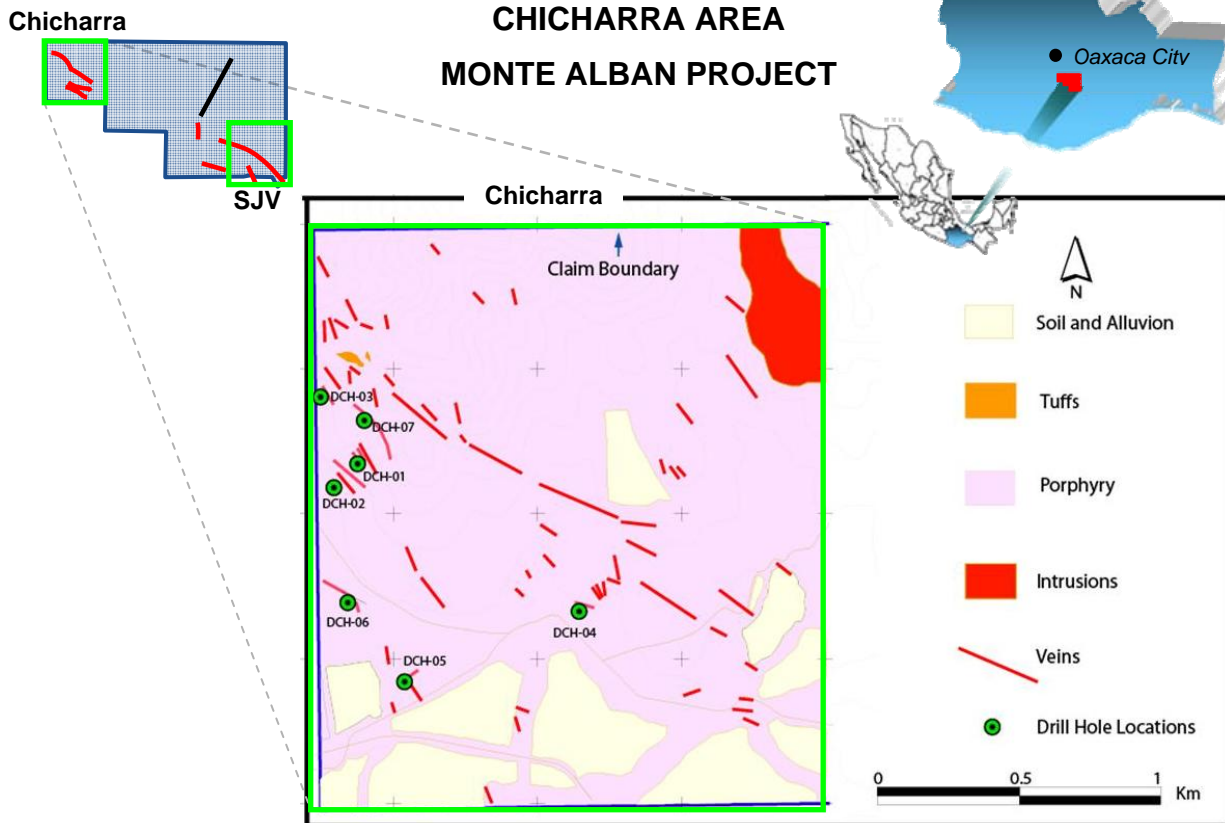 Chicharra
CHICHARRA AREA
MONTE ALBAN PROJECT
Oaxaca City
SJV
Chicharra
Claim Boundary
N
Soil and Alluvion
Tuffs
Porphyry
Intrusions
Veins
Drill Hole Locations
DCH-03
DCH-07
DCH-01
DCH-02
DCH-06
DCH-04
DCH-05
0 0.5 1
Km